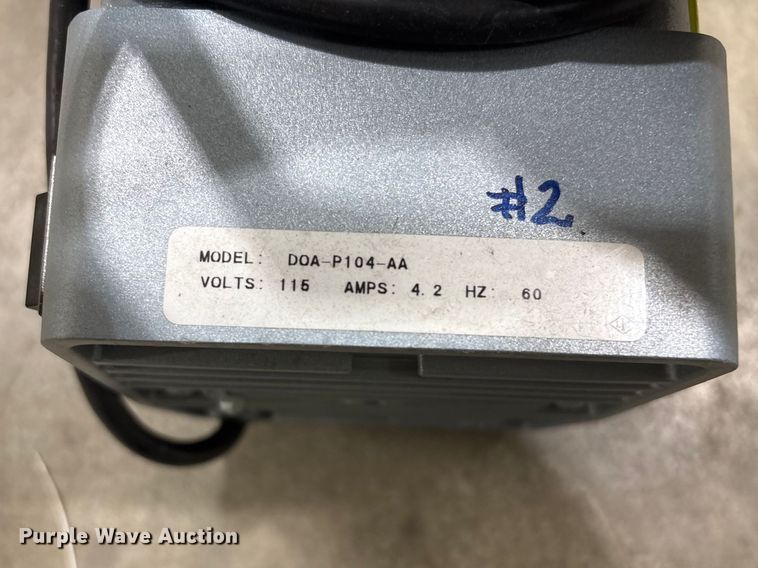 #2
MODEL: DOA-P104-AA
VOLTS: 115 AMPS: 4.2 HZ: 60
Purple Wave Auction